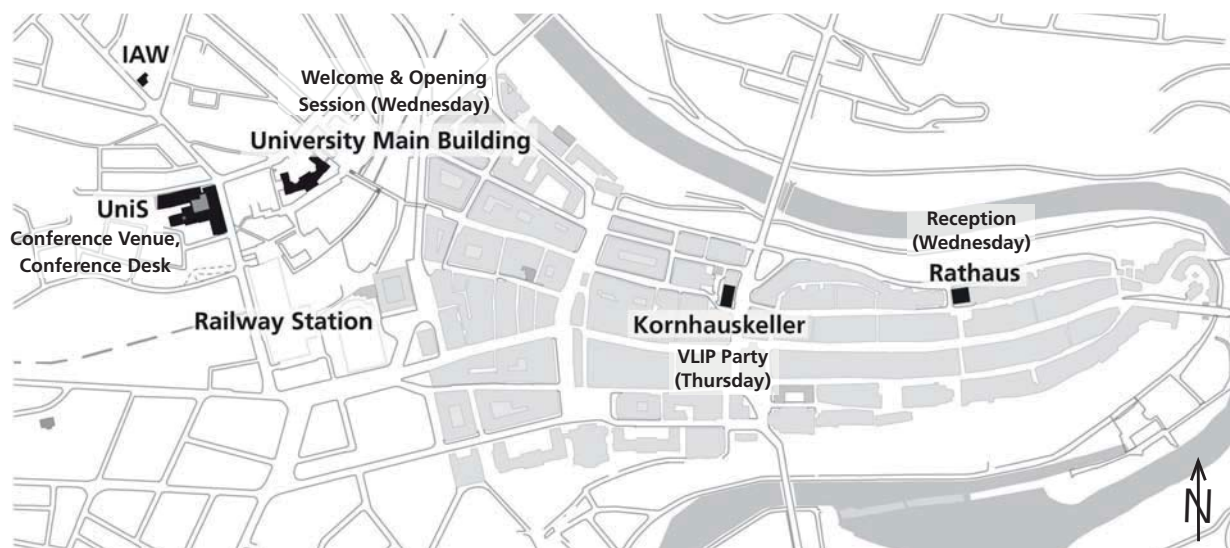 IAW
Welcome & Opening
Session (Wednesday)
University Main Building
UniS
Conference Venue,
Conference Desk
Railway Station
Reception
(Wednesday)
Rathaus
Kornhauskeller
VLIP Party
(Thursday)
N